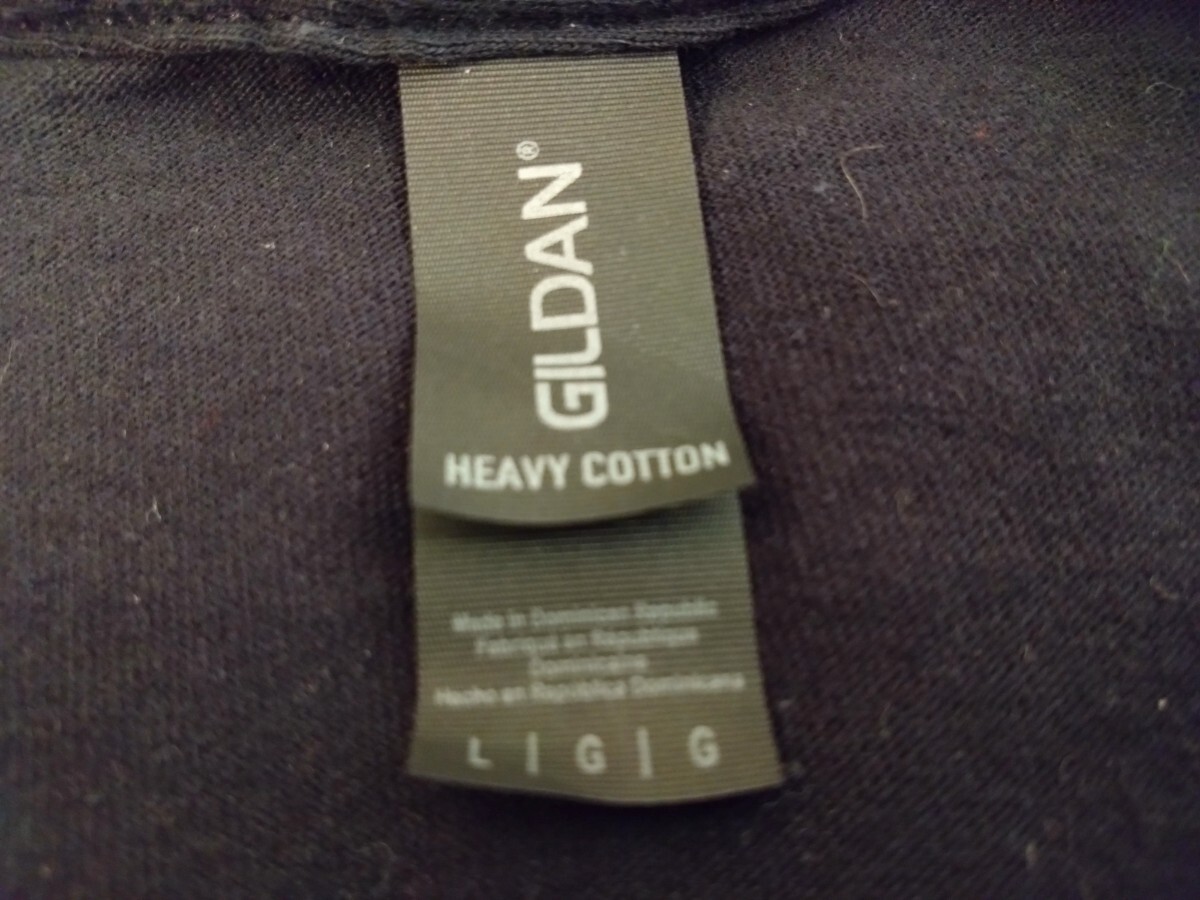 GILDAN®
HEAVY COTTON
Made in Dominican Republic
Fabriqué en République
Dominicaine
Hecho en República Dominicana
L | G | G